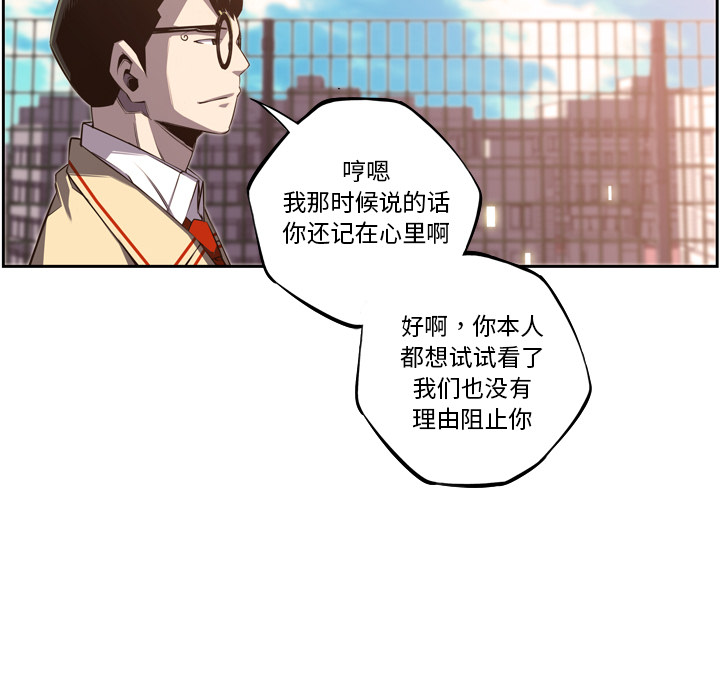 哼嗯
我那时候说的话
你还记在心里啊
好啊，你本人
都想试试看了
我们也没有
理由阻止你